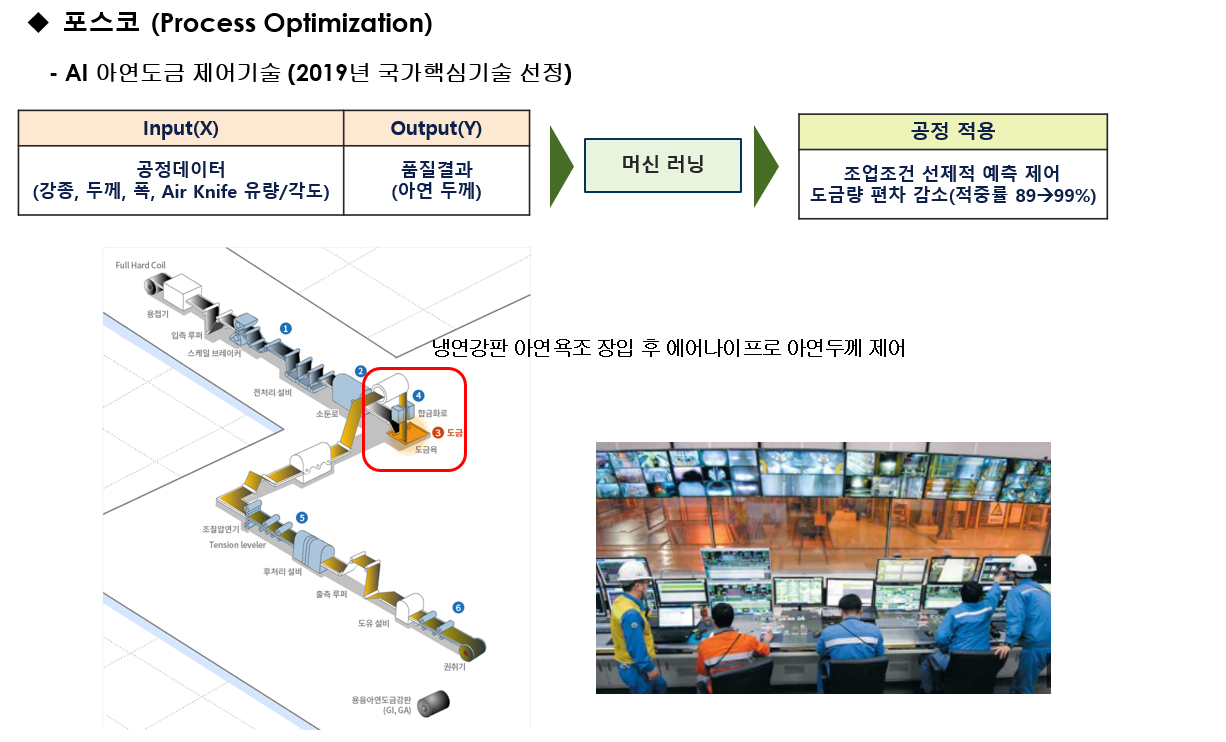 ◆ 포스코 (Process Optimization)
- AI 아연도금 제어기술 (2019년 국가핵심기술 선정)
Input(X)
Output(Y)
공정데이터
(강종, 두께, 폭, Air Knife 유량/각도)
품질결과
(아연 두께)
머신 러닝
공정 적용
조업조건 선제적 예측 제어
도금량 편차 감소(적중률 89→99%)
Full Hard Coil
용접기
입측 루퍼
스케일 브레이커
1
전처리 설비
2
소둔로
냉연강판 아연욕조 장입 후 에어나이프로 아연두께 제어
4
합금화로
3 도금
도금욕
조질압연기
Tension leveler
5
후처리 설비
출측 루퍼
도유 설비
6
권취기
용융아연도금강판
(GI, GA)